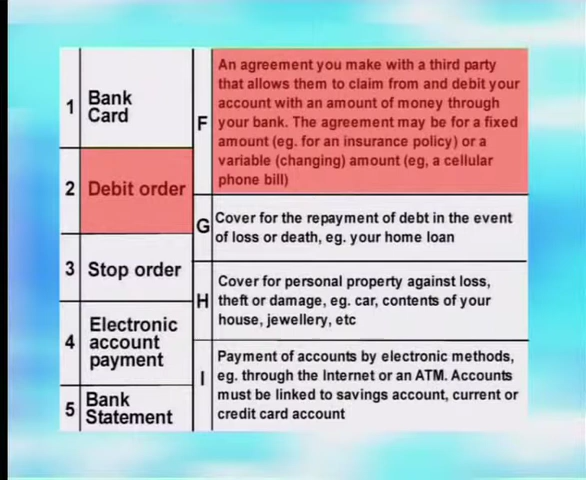 1
Bank
Card
F
An agreement you make with a third party
that allows them to claim from and debit your
account with an amount of money through
your bank. The agreement may be for a fixed
amount (eg. for an insurance policy) or a
variable (changing) amount (eg, a cellular
phone bill)
2
Debit order
G
Cover for the repayment of debt in the event
of loss or death, eg. your home loan
3
Stop order
H
Cover for personal property against loss,
theft or damage, eg. car, contents of your
house, jewellery, etc
4
Electronic
account
payment
I
Payment of accounts by electronic methods,
eg. through the Internet or an ATM. Accounts
must be linked to savings account, current or
credit card account
5
Bank
Statement